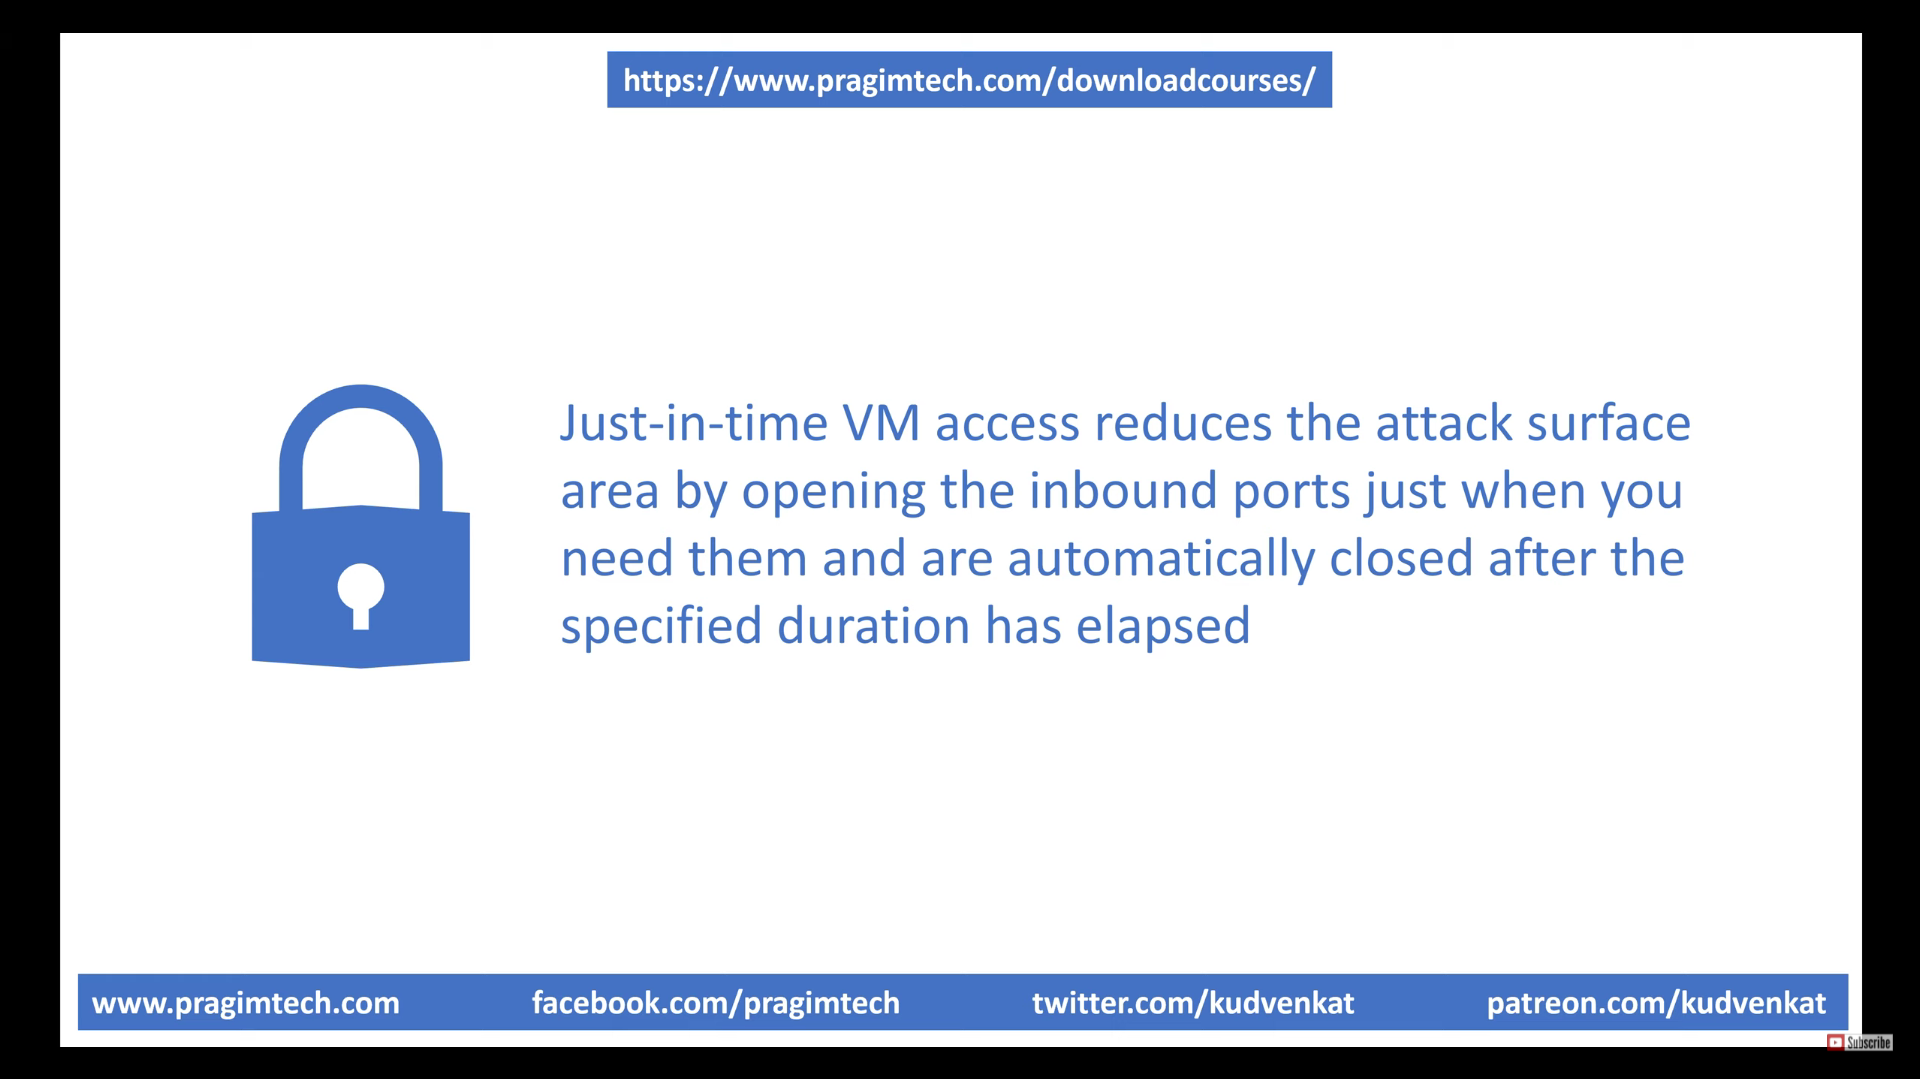 https://www.pragimtech.com/downloadcourses/
Just-in-time VM access reduces the attack surface
area by opening the inbound ports just when you
need them and are automatically closed after the
specified duration has elapsed
www.pragimtech.com facebook.com/pragimtech twitter.com/kudvenkat patreon.com/kudvenkat
Subscribe